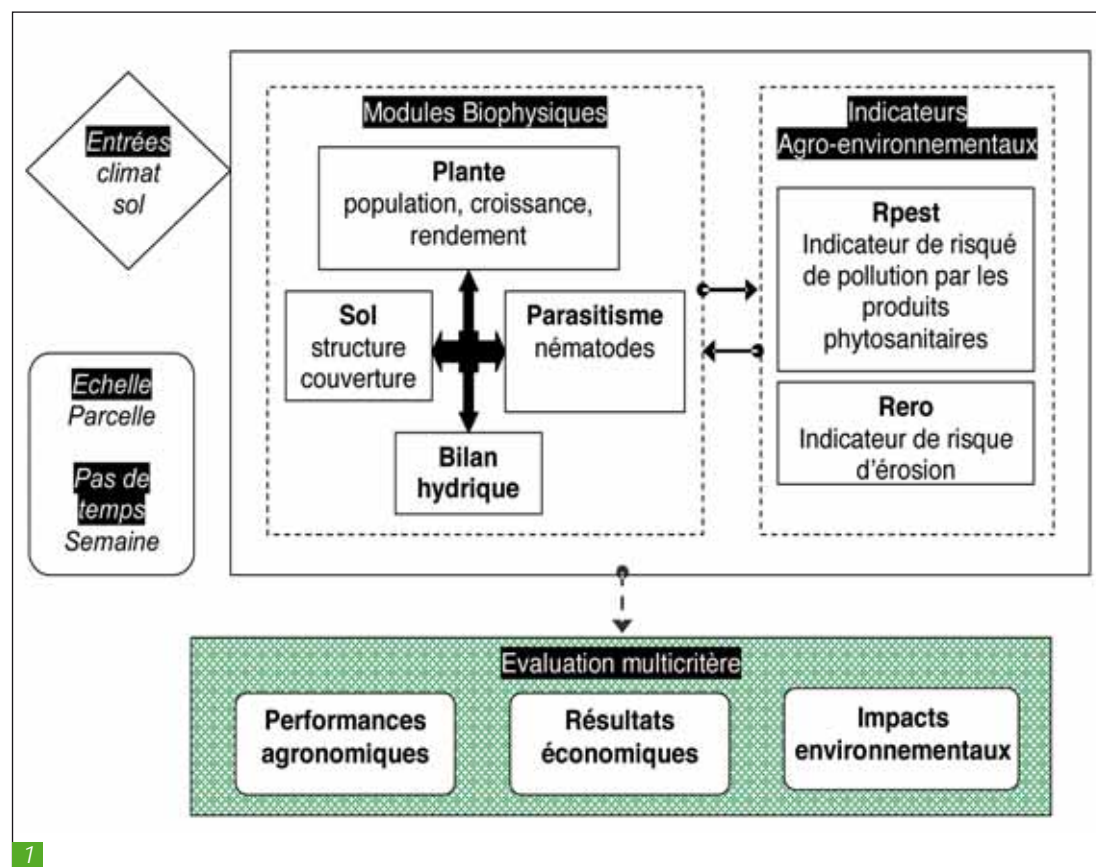 Entrées
climat
sol
Echelle
Parcelle
Pas de
temps
Semaine
Modules Biophysiques
Plante
population, croissance,
rendement
Sol
structure
couverture
Parasitisme
nématodes
Bilan
hydrique
Indicateurs
Agro-environnementaux
Rpest
Indicateur de risqué
de pollution par les
produits
phytosanitaires
Rero
Indicateur de risque
d'érosion
Evaluation multicritère
Performances
agronomiques
Résultats
économiques
Impacts
environnementaux
1